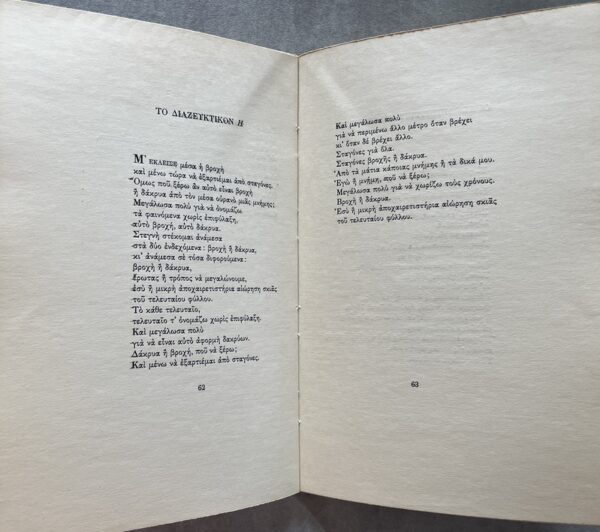 ΤΟ ΔΙΑΖΕΥΚΤΙΚΟΝ Η
Μ' ΕΚΛΕΙΣΕ μέσα ἡ βροχὴ
καὶ μένω τώρα νὰ ἐξαρτιέμαι ἀπὸ σταγόνες.
Ὅμως ποῦ ξέρω ἂν αὐτὸ εἶναι βροχὴ
ἢ δάκρυα ἀπὸ τὸν μέσα οὐρανὸ μιᾶς μνήμης;
Μεγάλωσα πολὺ γιὰ νὰ ὀνομάζω
τὰ φαινόμενα χωρὶς ἐπιφύλαξη,
αὐτὸ βροχή, αὐτὸ δάκρυα.
Στεγνὴ στέκομαι ἀνάμεσα
στὰ δύο ἐνδεχόμενα: βροχὴ ἢ δάκρυα,
κι' ἀνάμεσα σὲ τόσα διφορούμενα:
βροχὴ ἢ δάκρυα,
ἔρωτας ἢ τρόπος νὰ μεγαλώνουμε,
ἐσὺ ἢ μικρὴ ἀποχαιρετιστήρια αἰώρηση σκιᾶς
τοῦ τελευταίου φύλλου.
Τὸ κάθε τελευταῖο,
τελευταῖο τ' ὀνομάζω χωρὶς ἐπιφύλαξη.
Καὶ μεγάλωσα πολὺ
γιὰ νὰ εἶναι αὐτὸ ἀφορμὴ δακρύων.
Δάκρυα ἢ βροχή, ποῦ νὰ ξέρω;
Καὶ μένω νὰ ἐξαρτιέμαι ἀπὸ σταγόνες.
62
Καὶ μεγάλωσα πολὺ
γιὰ νὰ περιμένω ἄλλο μέτρο ὅταν βρέχει
κι' ὅταν δὲ βρέχει ἄλλο.
Σταγόνες γιὰ ὅλα.
Σταγόνες βροχῆς ἢ δάκρυα.
Ἀπὸ τὰ μάτια κάποιας μνήμης ἢ τὰ δικά μου.
Ἐγὼ ἢ μνήμη, ποῦ νὰ ξέρω;
Μεγάλωσα πολὺ γιὰ νὰ χωρίζω τοὺς χρόνους.
Βροχὴ ἢ δάκρυα.
Ἐσὺ ἢ μικρὴ ἀποχαιρετιστήρια αἰώρηση σκιᾶς
τοῦ τελευταίου φύλλου.
63